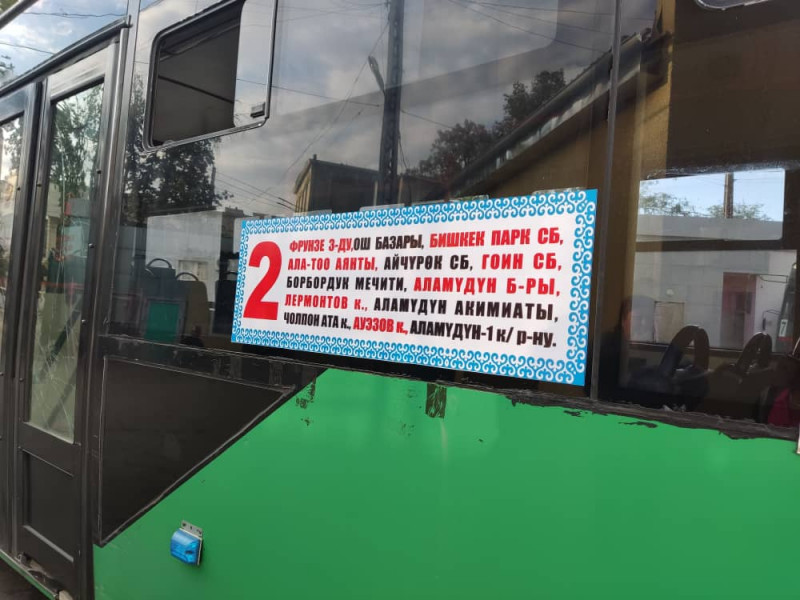 2
ФРУНЗЕ З-ДУ,ОШ БАЗАРЫ, БИШКЕК ПАРК СБ,
АЛА-ТОО АЯНТЫ, АЙЧҮРӨК СБ, ГОИН СБ,
БОРБОРДУК МЕЧИТИ, АЛАМҮДҮН Б-РЫ,
ЛЕРМОНТОВ К., АЛАМҮДҮН АКИМИАТЫ,
ЧОЛПОН АТА К., АУЭЗОВ К., АЛАМҮДҮН-1 К/ Р-НУ.